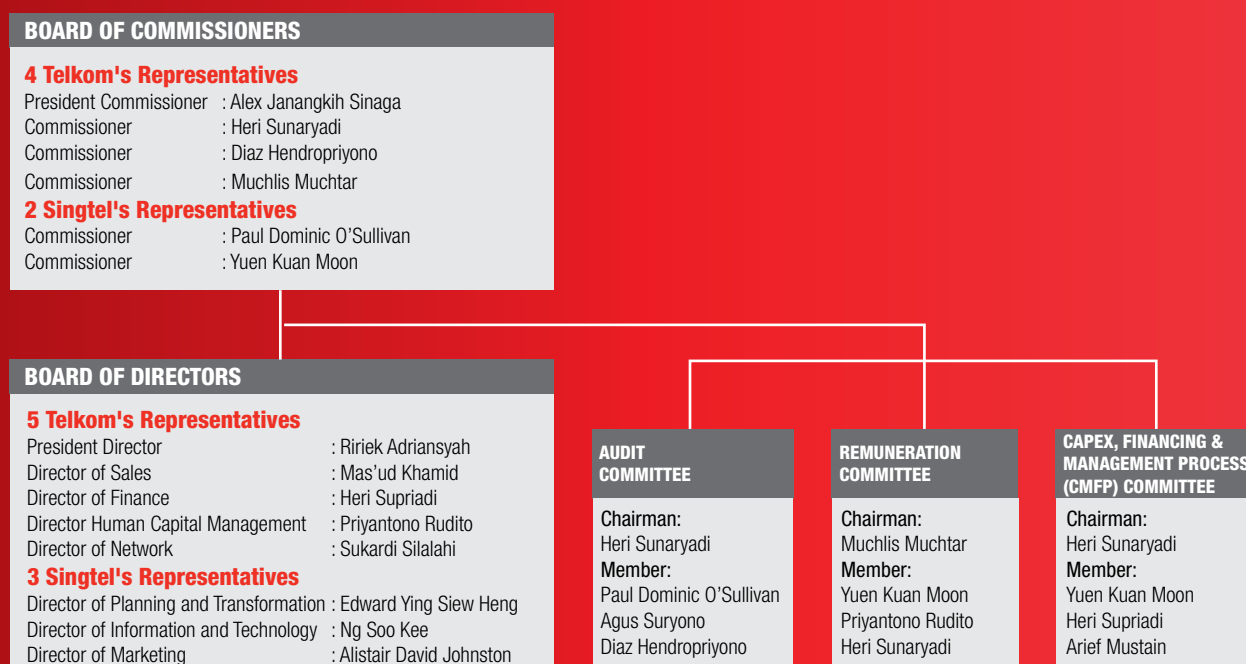 BOARD OF COMMISSIONERS
4 Telkom's Representatives
President Commissioner : Alex Janangkih Sinaga
Commissioner : Heri Sunaryadi
Commissioner : Diaz Hendropriyono
Commissioner : Muchlis Muchtar
2 Singtel's Representatives
Commissioner : Paul Dominic O’Sullivan
Commissioner : Yuen Kuan Moon
BOARD OF DIRECTORS
5 Telkom's Representatives
President Director : Ririek Adriansyah
Director of Sales : Mas’ud Khamid
Director of Finance : Heri Supriadi
Director Human Capital Management : Priyantono Rudito
Director of Network : Sukardi Silalahi
3 Singtel's Representatives
Director of Planning and Transformation : Edward Ying Siew Heng
Director of Information and Technology : Ng Soo Kee
Director of Marketing : Alistair David Johnston
AUDIT
COMMITTEE
Chairman:
Heri Sunaryadi
Member:
Paul Dominic O’Sullivan
Agus Suryono
Diaz Hendropriyono
REMUNERATION
COMMITTEE
Chairman:
Muchlis Muchtar
Member:
Yuen Kuan Moon
Priyantono Rudito
Heri Sunaryadi
CAPEX, FINANCING &
MANAGEMENT PROCESS
(CMFP) COMMITTEE
Chairman:
Heri Sunaryadi
Member:
Yuen Kuan Moon
Heri Supriadi
Arief Mustain